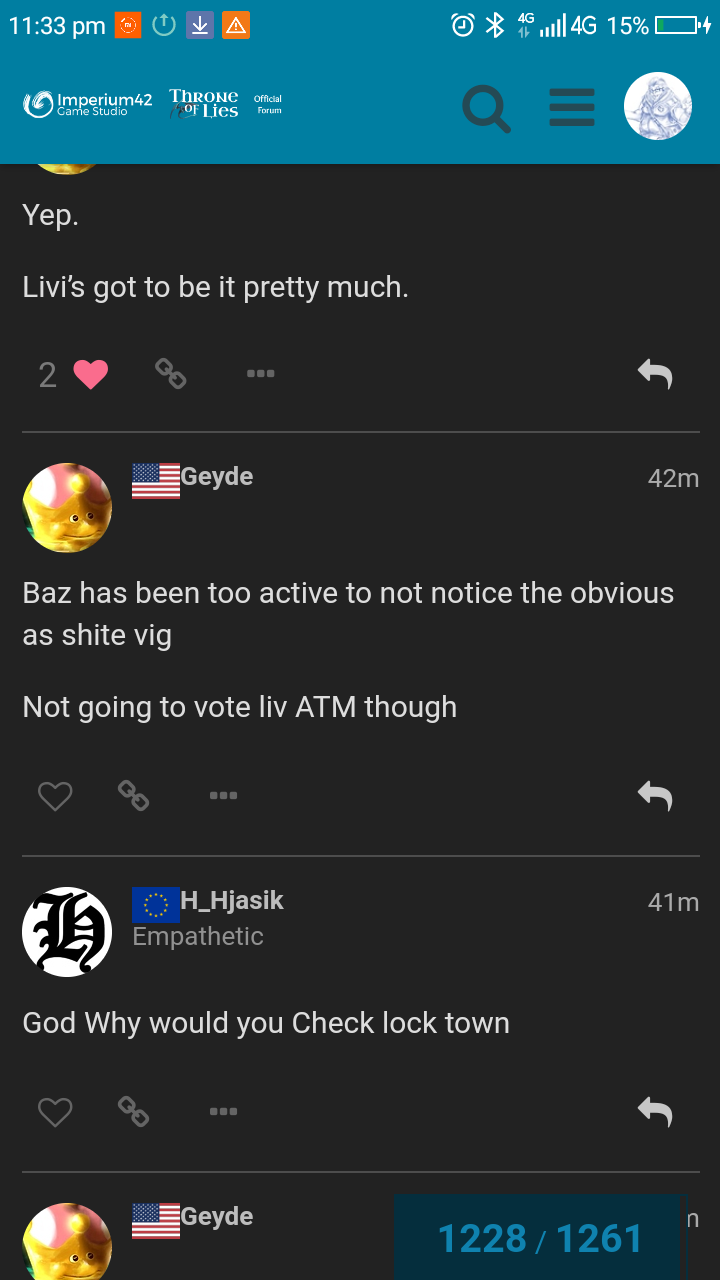 11:33 pm 4G 4G 15%
Imperium42 Game Studio
Throne of Lies
Official Forum
Yep.
Livi's got to be it pretty much.
2
Geyde 42m
Baz has been too active to not notice the obvious
as shite vig
Not going to vote liv ATM though
H_Hjasik 41m
Empathetic
God Why would you Check lock town
Geyde
1228 / 1261